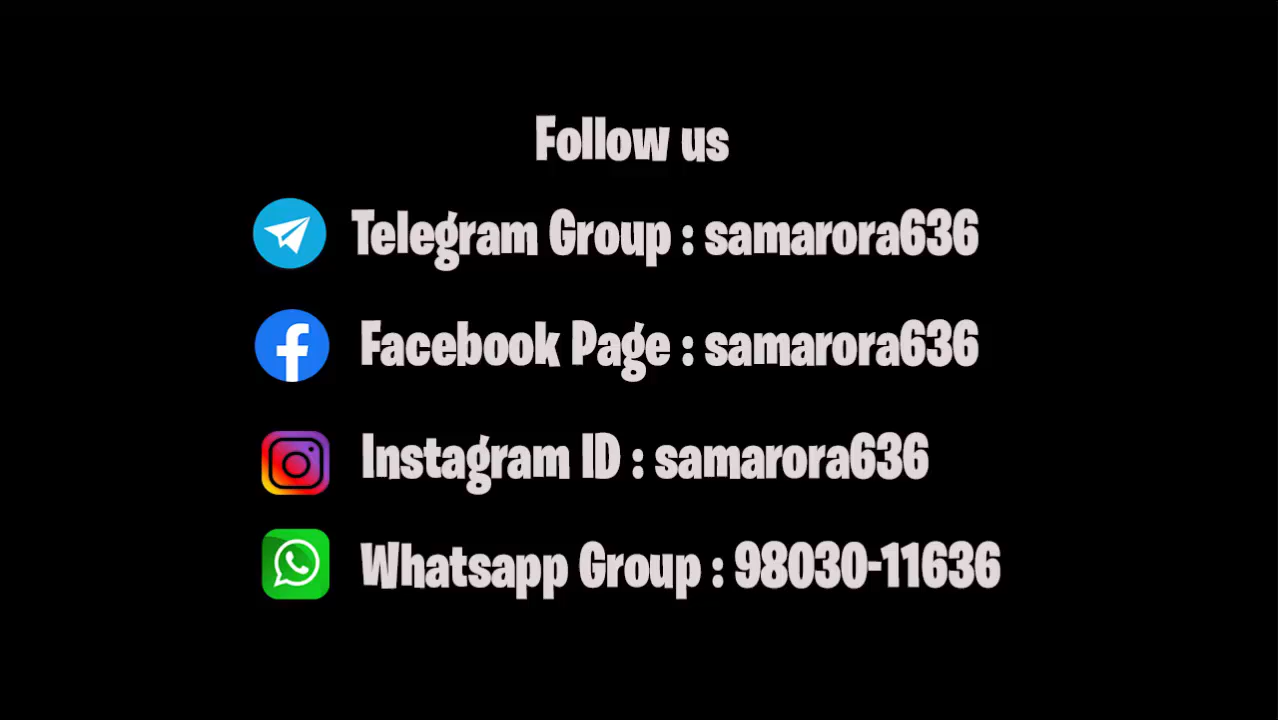 Follow us
Telegram Group : samarora636
Facebook Page : samarora636
Instagram ID : samarora636
Whatsapp Group : 98030-11636